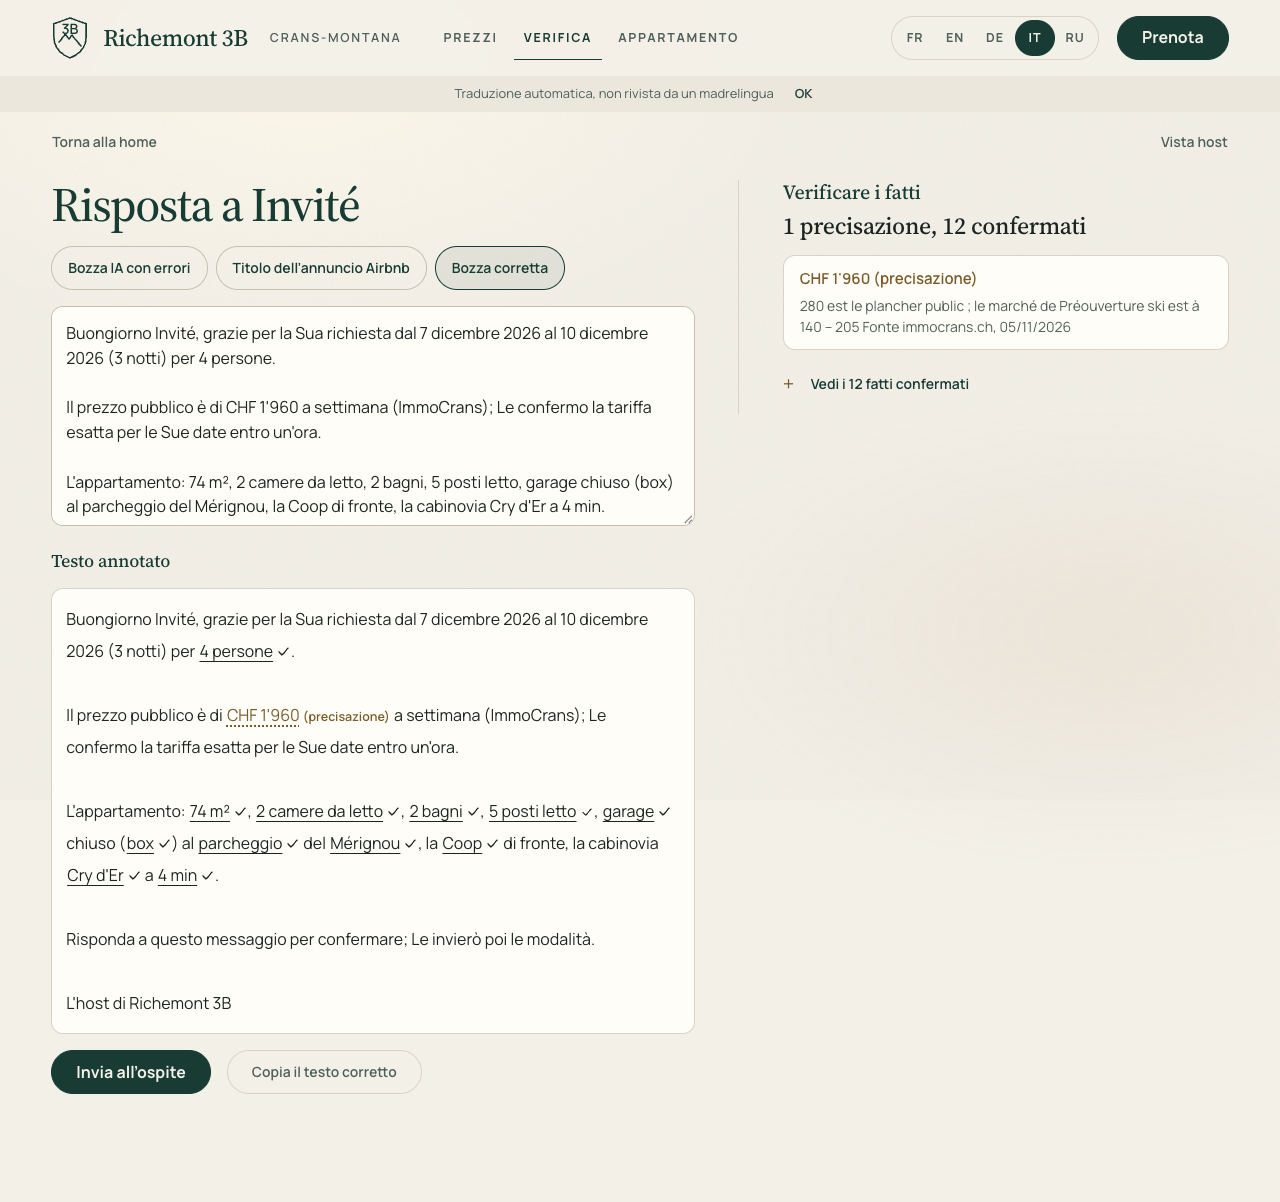 3B Richemont 3B CRANS-MONTANA PREZZI VERIFICA APPARTAMENTO FR EN DE IT RU Prenota
Traduzione automatica, non rivista da un madrelingua OK
Torna alla home Vista host
Risposta a Invité
Bozza IA con errori Titolo dell'annuncio Airbnb Bozza corretta
Buongiorno Invité, grazie per la Sua richiesta dal 7 dicembre 2026 al 10 dicembre
2026 (3 notti) per 4 persone.
Il prezzo pubblico è di CHF 1'960 a settimana (ImmoCrans); Le confermo la tariffa
esatta per le Sue date entro un'ora.
L'appartamento: 74 m², 2 camere da letto, 2 bagni, 5 posti letto, garage chiuso (box)
al parcheggio del Mérignou, la Coop di fronte, la cabinovia Cry d'Er a 4 min.
Testo annotato
Buongiorno Invité, grazie per la Sua richiesta dal 7 dicembre 2026 al 10 dicembre
2026 (3 notti) per 4 persone ✓.
Il prezzo pubblico è di CHF 1'960 (precisazione) a settimana (ImmoCrans); Le
confermo la tariffa esatta per le Sue date entro un'ora.
L'appartamento: 74 m² ✓, 2 camere da letto ✓, 2 bagni ✓, 5 posti letto ✓, garage ✓
chiuso (box ✓) al parcheggio ✓ del Mérignou ✓, la Coop ✓ di fronte, la cabinovia
Cry d'Er ✓ a 4 min ✓.
Risponda a questo messaggio per confermare; Le invierò poi le modalità.
L'host di Richemont 3B
Invia all'ospite Copia il testo corretto
Verificare i fatti
1 precisazione, 12 confermati
CHF 1'960 (precisazione)
280 est le plancher public ; le marché de Préouverture ski est à
140 – 205 Fonte immocrans.ch, 05/11/2026
+ Vedi i 12 fatti confermati